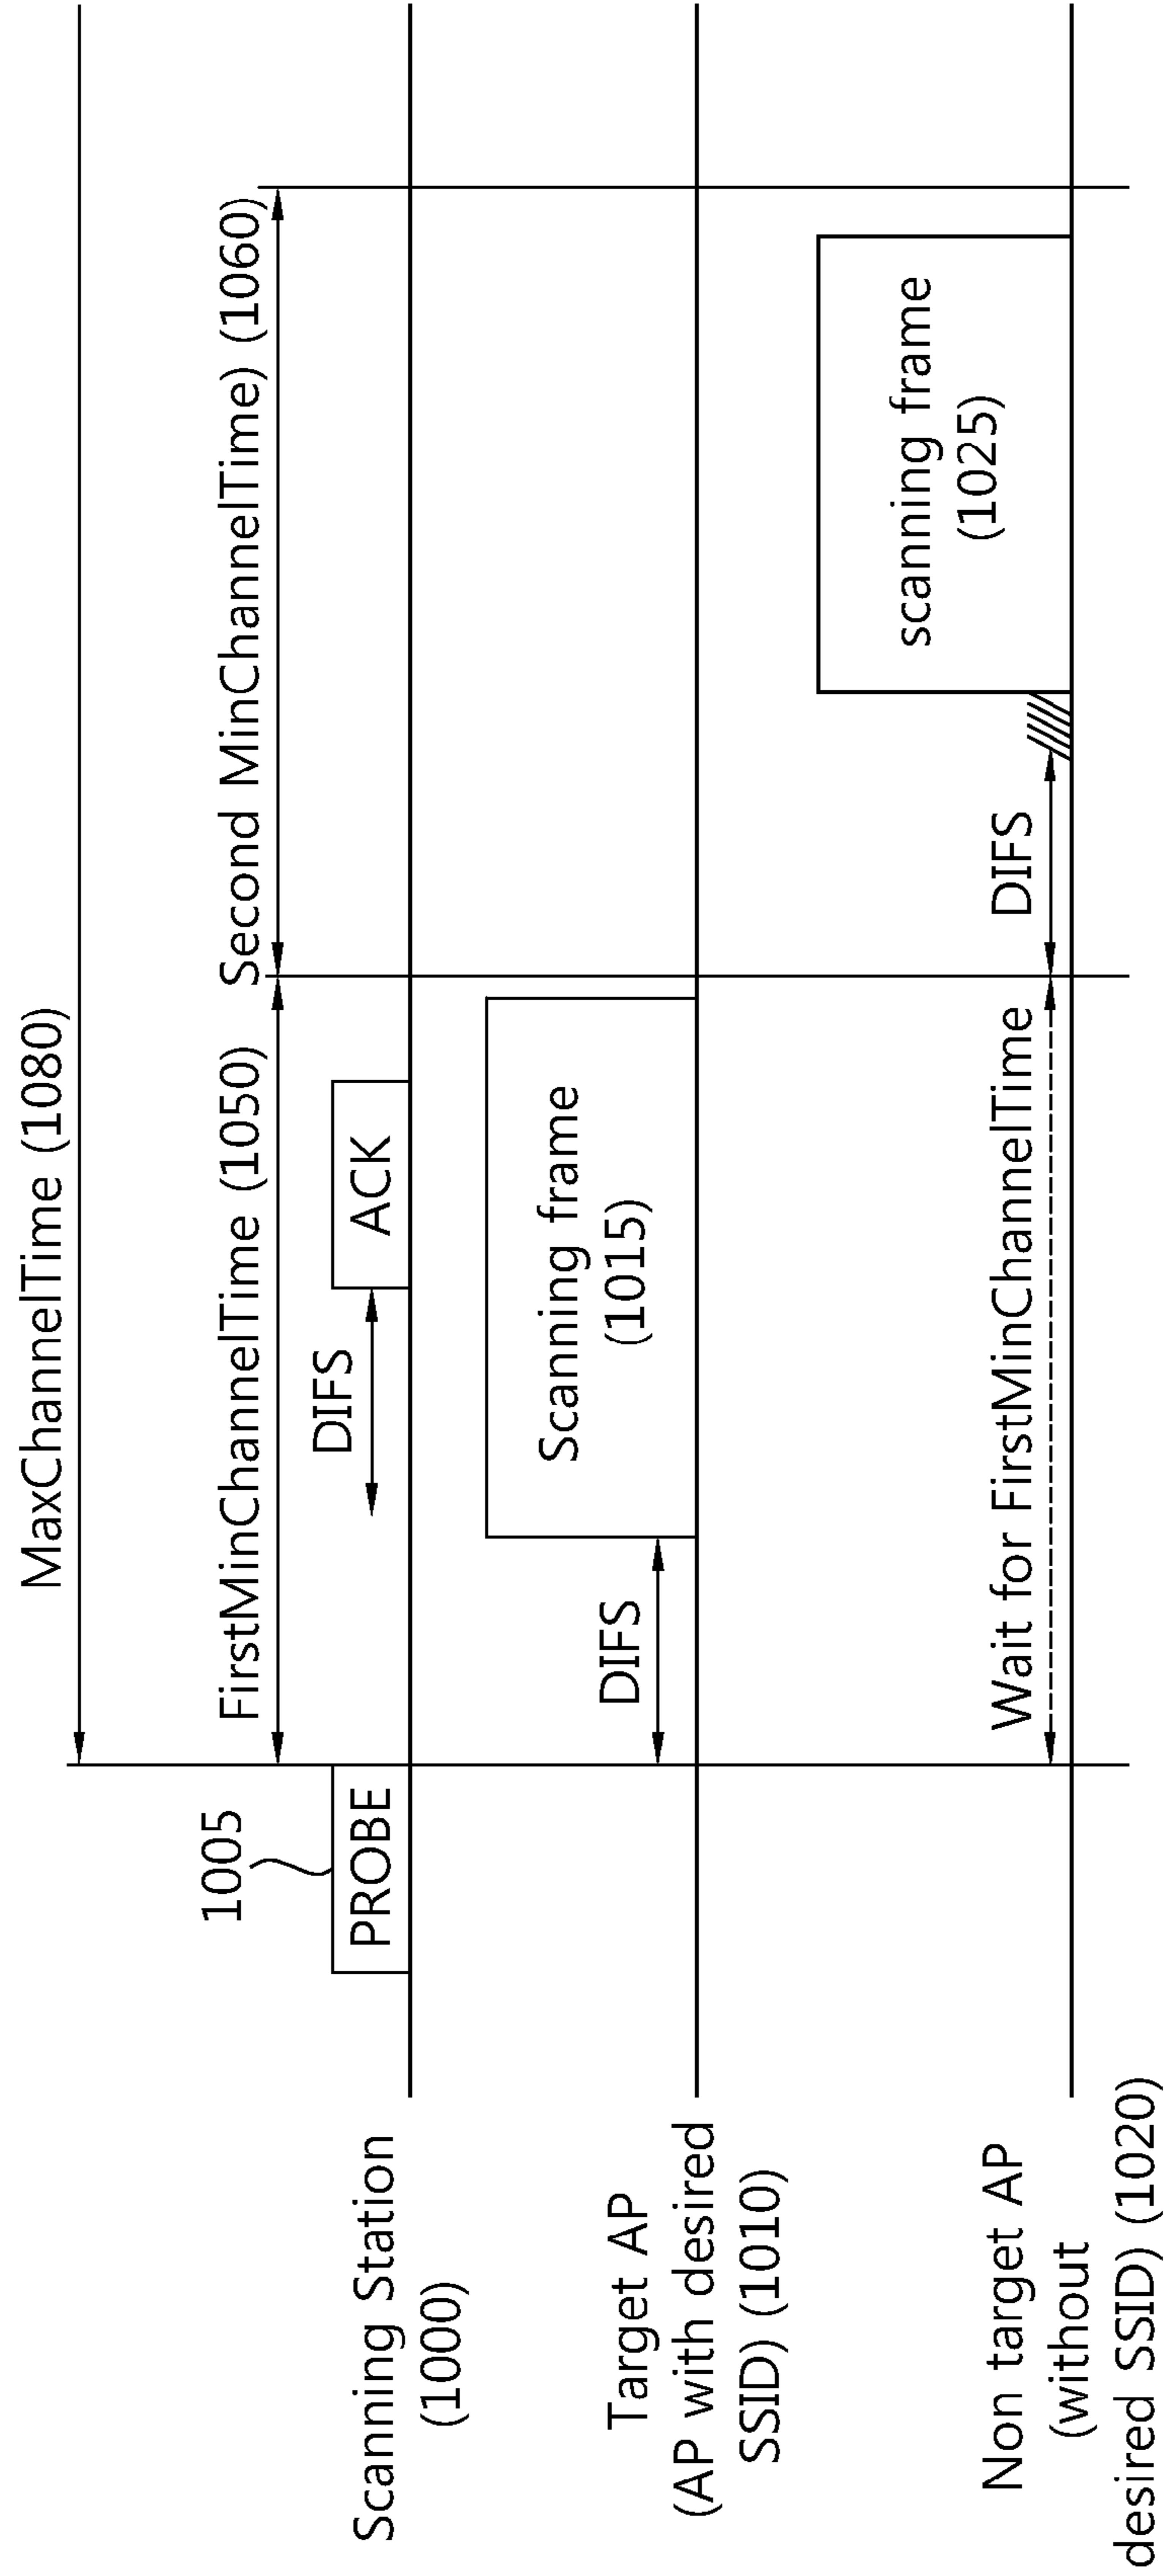 MaxChannelTime (1080)
FirstMinChannelTime (1050)
Second MinChannelTime) (1060)
1005
PROBE
DIFS
ACK
Scanning Station
(1000)
DIFS
Scanning frame
(1015)
Target AP
(AP with desired
SSID) (1010)
Wait for FirstMinChannelTime
DIFS
scanning frame
(1025)
Non target AP
(without
desired SSID) (1020)